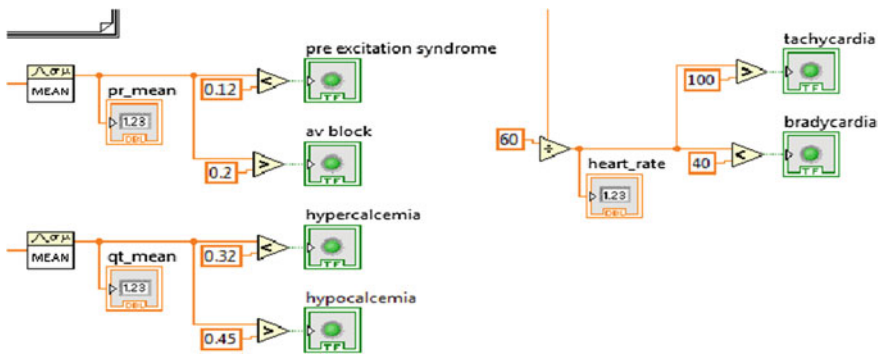 pre excitation syndrome
MEAN
pr_mean
1.23
DBL
0.12
<
TF
av block
0.2
>
TF
hypercalcemia
MEAN
qt_mean
1.23
DBL
0.32
<
TF
hypocalcemia
0.45
>
TF
tachycardia
100
>
TF
60
÷
heart_rate
1.23
DBL
bradycardia
40
<
TF